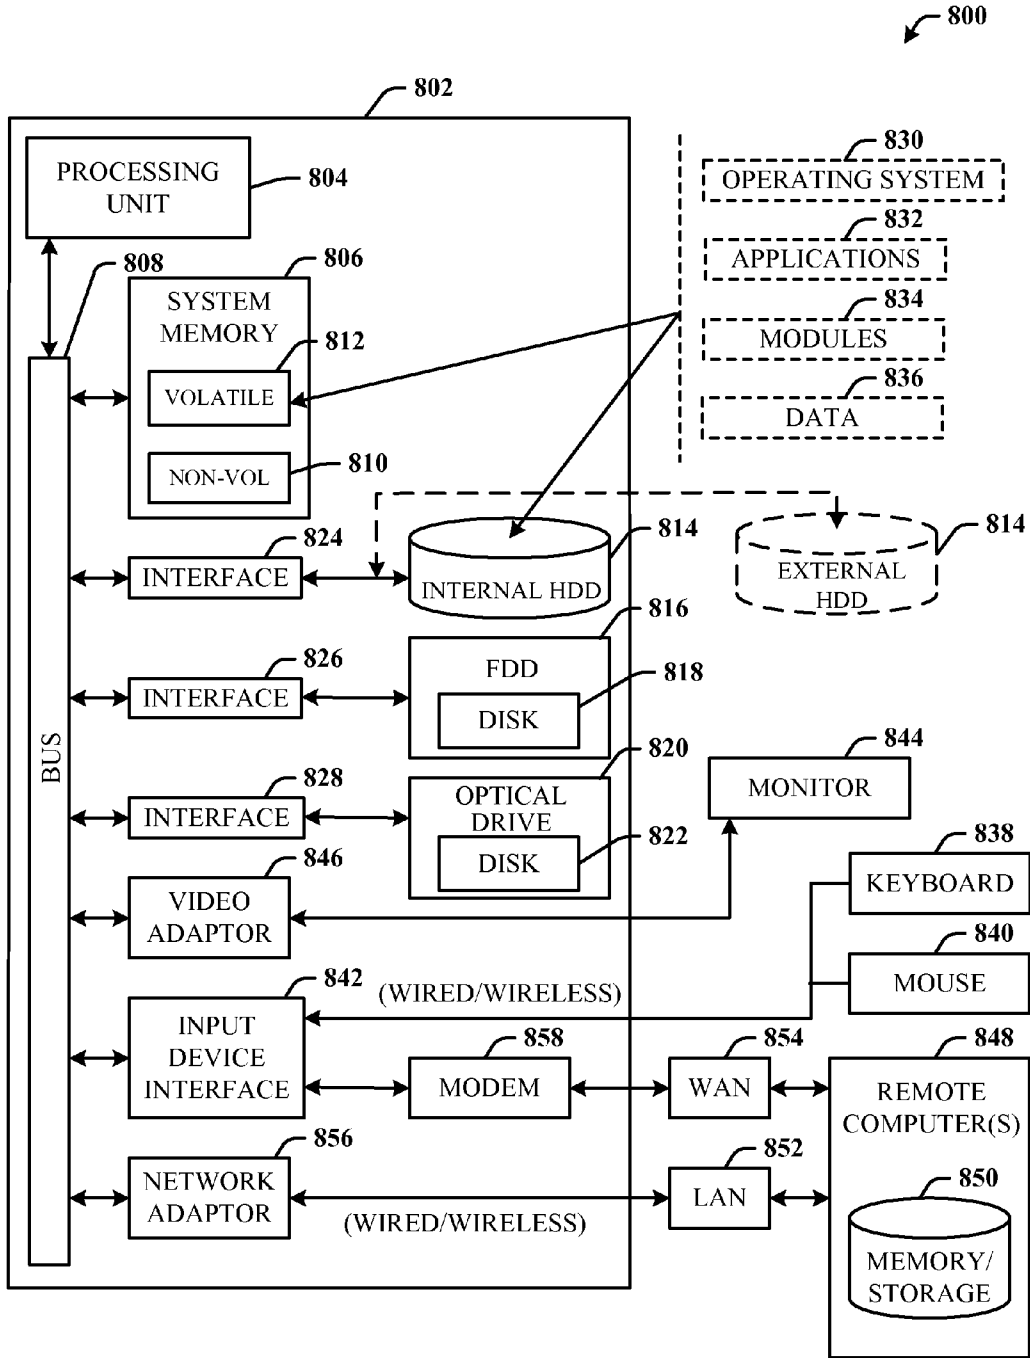 800
802
PROCESSING
UNIT
804
808
806
SYSTEM
MEMORY
812
VOLATILE
810
NON-VOL
830
OPERATING SYSTEM
832
APPLICATIONS
834
MODULES
836
DATA
824
INTERFACE
814
INTERNAL HDD
814
EXTERNAL
HDD
816
FDD
826
INTERFACE
818
DISK
BUS
820
OPTICAL
DRIVE
828
INTERFACE
822
DISK
844
MONITOR
846
VIDEO
ADAPTOR
838
KEYBOARD
840
MOUSE
842
(WIRED/WIRELESS)
INPUT
DEVICE
INTERFACE
858
MODEM
854
WAN
848
REMOTE
COMPUTER(S)
856
NETWORK
ADAPTOR
(WIRED/WIRELESS)
852
LAN
850
MEMORY/
STORAGE